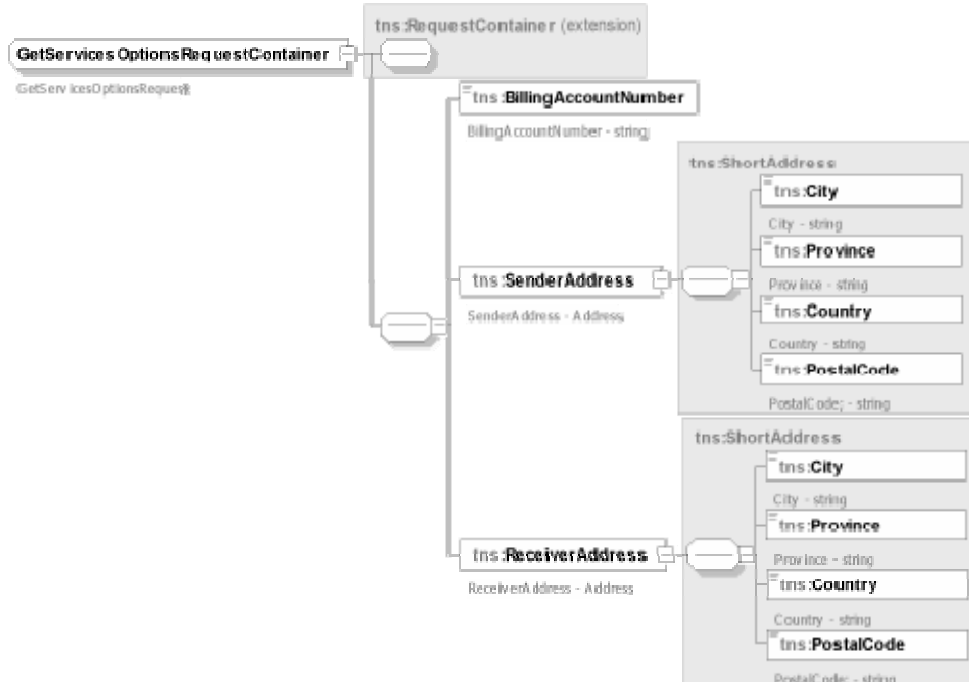 tns:RequestContainer (extension)
GetServicesOptionsRequestContainer
GetServicesOptionsRequest
tns:BillingAccountNumber
BillingAccountNumber - string;
tns:ShortAddress
tns:City
City - string
tns:Province
Province - string
tns:SenderAddress
SenderAddress - Address;
tns:Country
Country - string
tns:PostalCode
PostalCode; - string
tns:ShortAddress
tns:City
City - string
tns:Province
Province - string
tns:ReceiverAddress
ReceiverAddress - Address
tns:Country
Country - string
tns:PostalCode
PostalCode; - string